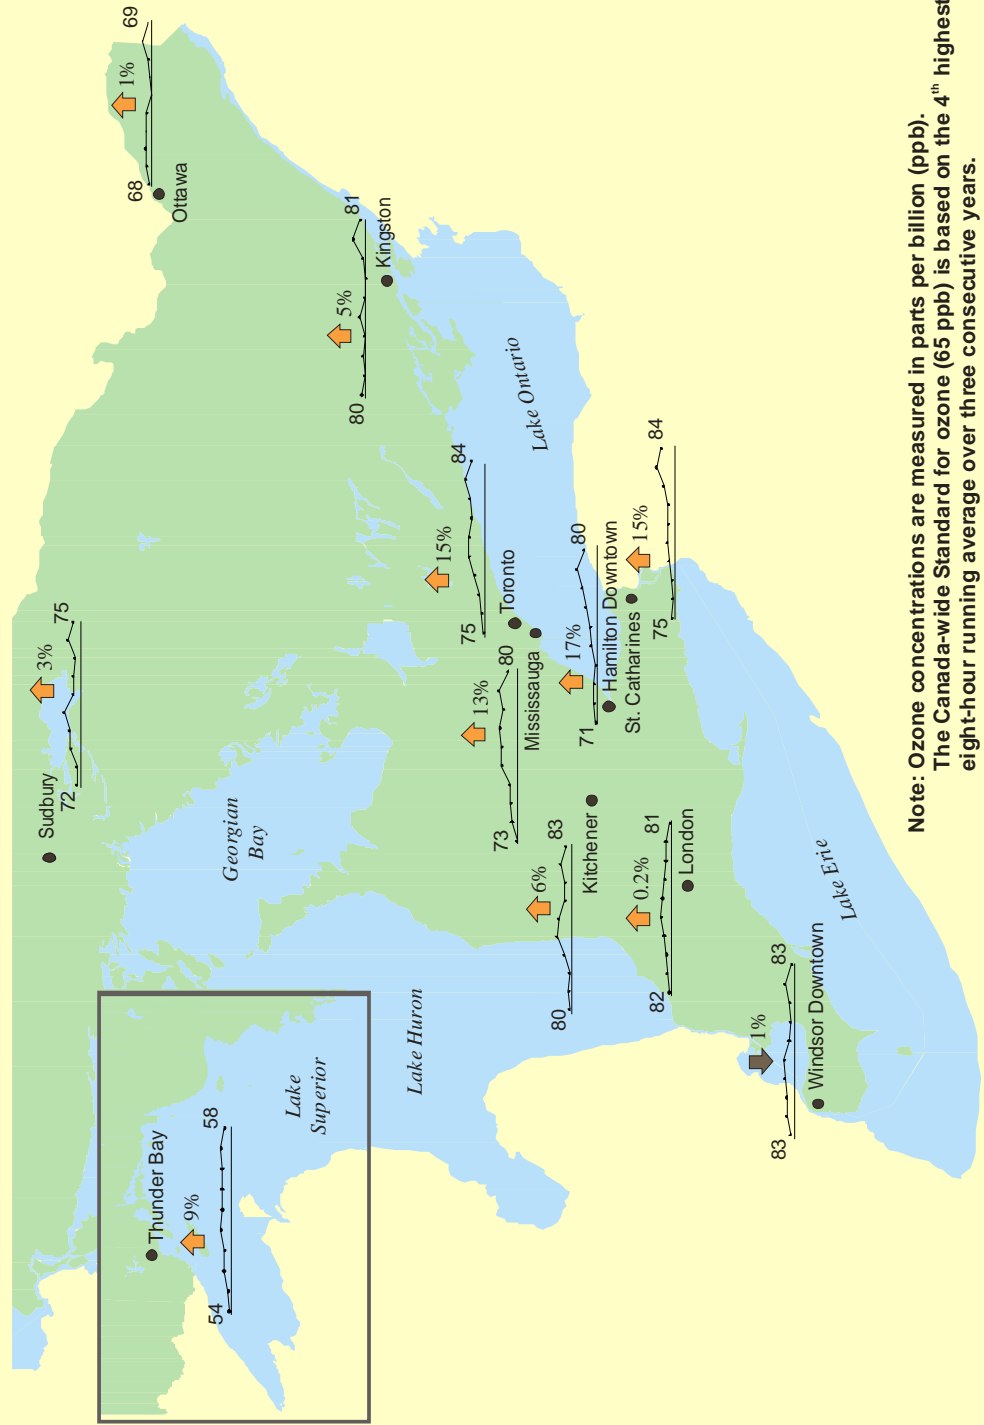 Sudbury
3%
72
75
1%
68
69
Ottawa
5%
80
81
Kingston
Georgian
Bay
Thunder Bay
9%
54
58
Lake
Superior
Lake Huron
15%
75
84
Toronto
13%
73
80
Mississauga
Lake Ontario
17%
71
80
Hamilton Downtown
St. Catharines
15%
75
84
6%
80
83
Kitchener
0.2%
82
81
London
1%
83
83
Windsor Downtown
Lake Erie
Note: Ozone concentrations are measured in parts per billion (ppb).
The Canada-wide Standard for ozone (65 ppb) is based on the 4th highest
eight-hour running average over three consecutive years.